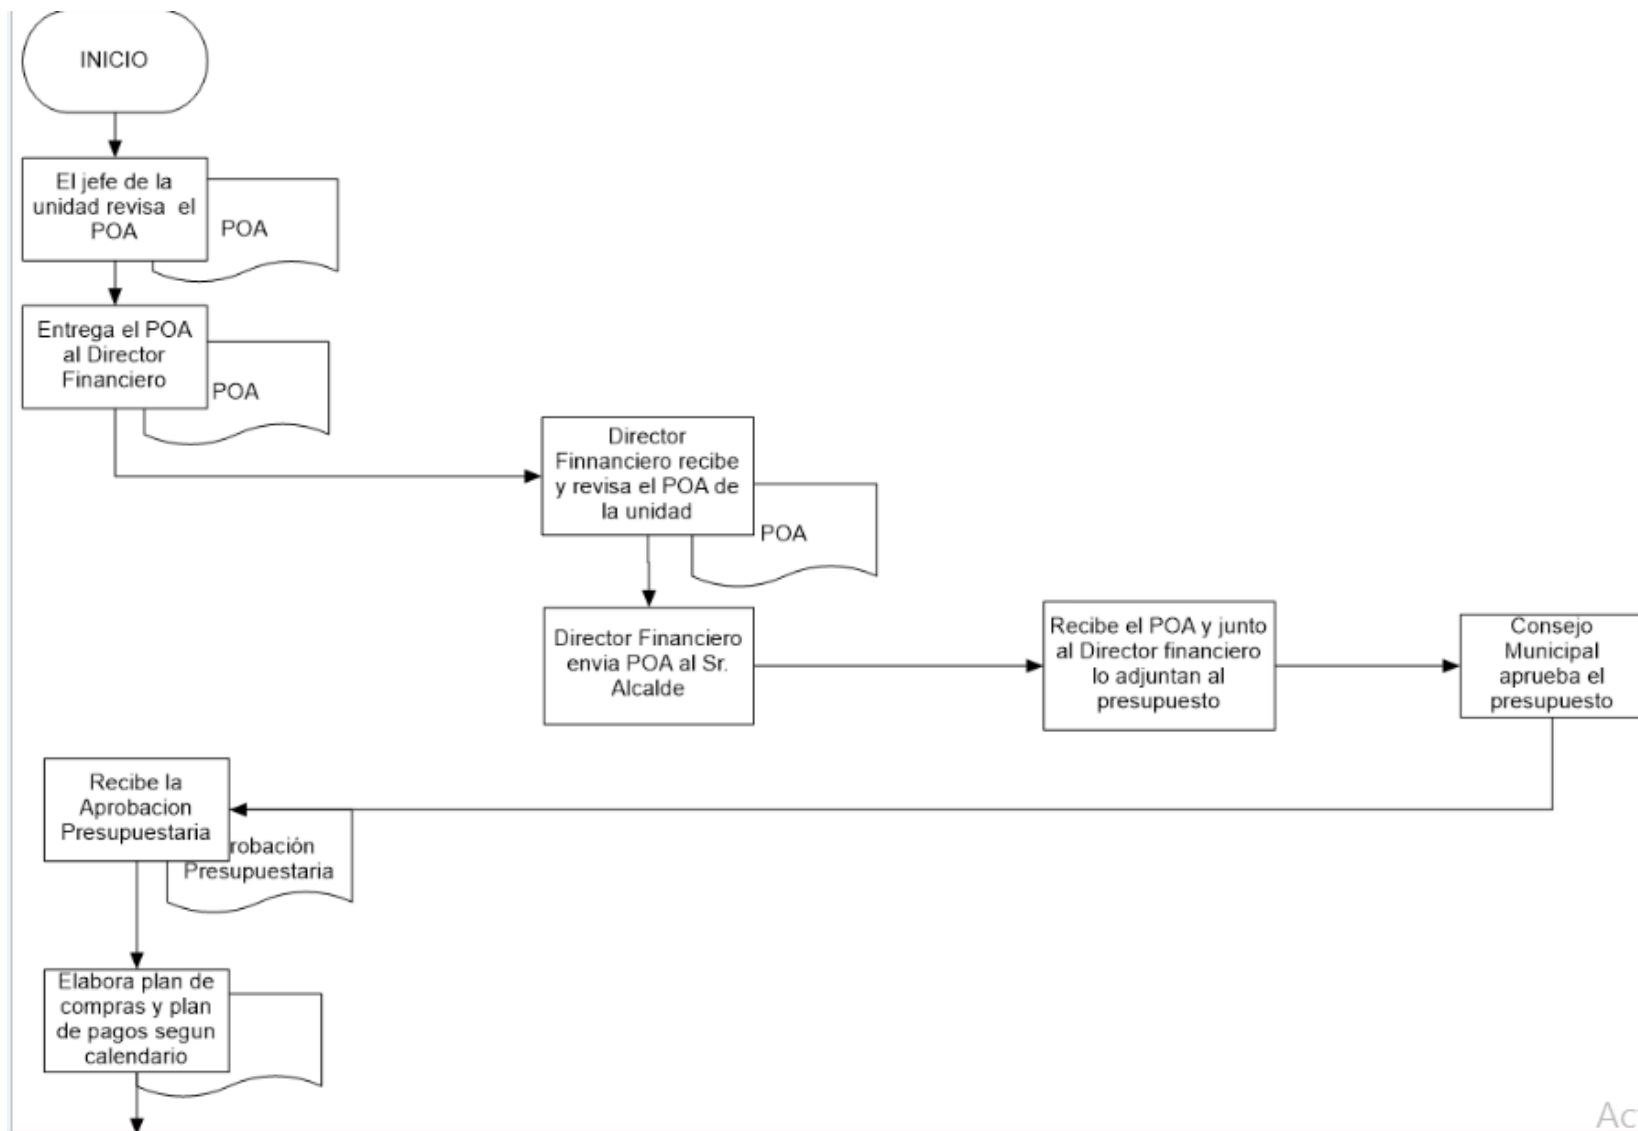 INICIO
El jefe de la
unidad revisa el
POA
POA
Entrega el POA
al Director
Financiero
POA
Director
Finnanciero recibe
y revisa el POA de
la unidad
POA
Director Financiero
envia POA al Sr.
Alcalde
Recibe el POA y junto
al Director financiero
lo adjuntan al
presupuesto
Consejo
Municipal
aprueba el
presupuesto
Recibe la
Aprobacion
Presupuestaria
robación
Presupuestaria
Elabora plan de
compras y plan
de pagos segun
calendario
Ac